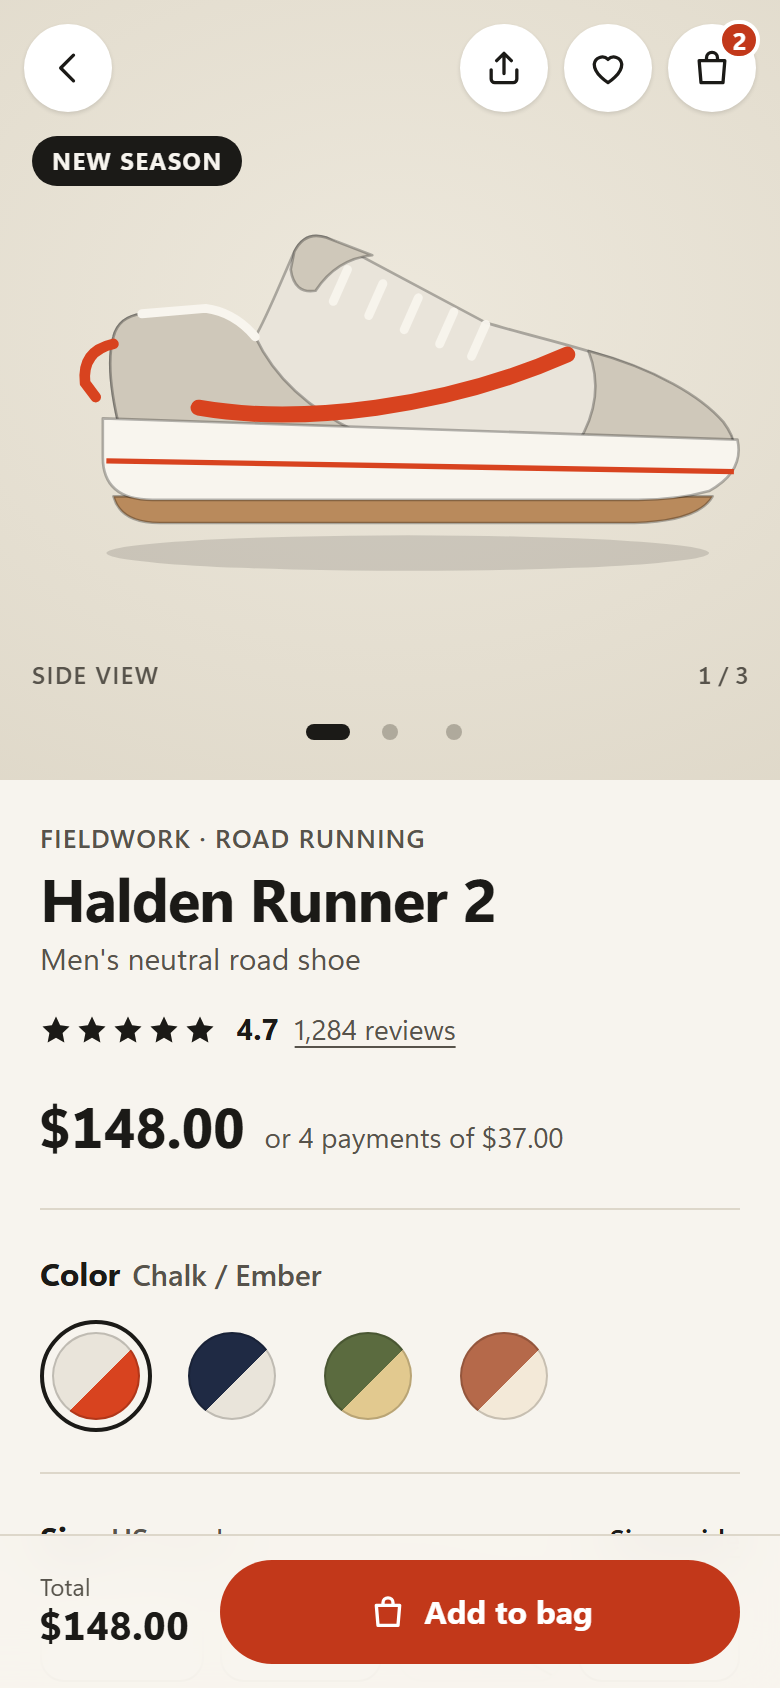 2
NEW SEASON
SIDE VIEW
1 / 3
FIELDWORK · ROAD RUNNING
Halden Runner 2
Men's neutral road shoe
4.7 1,284 reviews
$148.00 or 4 payments of $37.00
Color Chalk / Ember
Total
$148.00
Add to bag